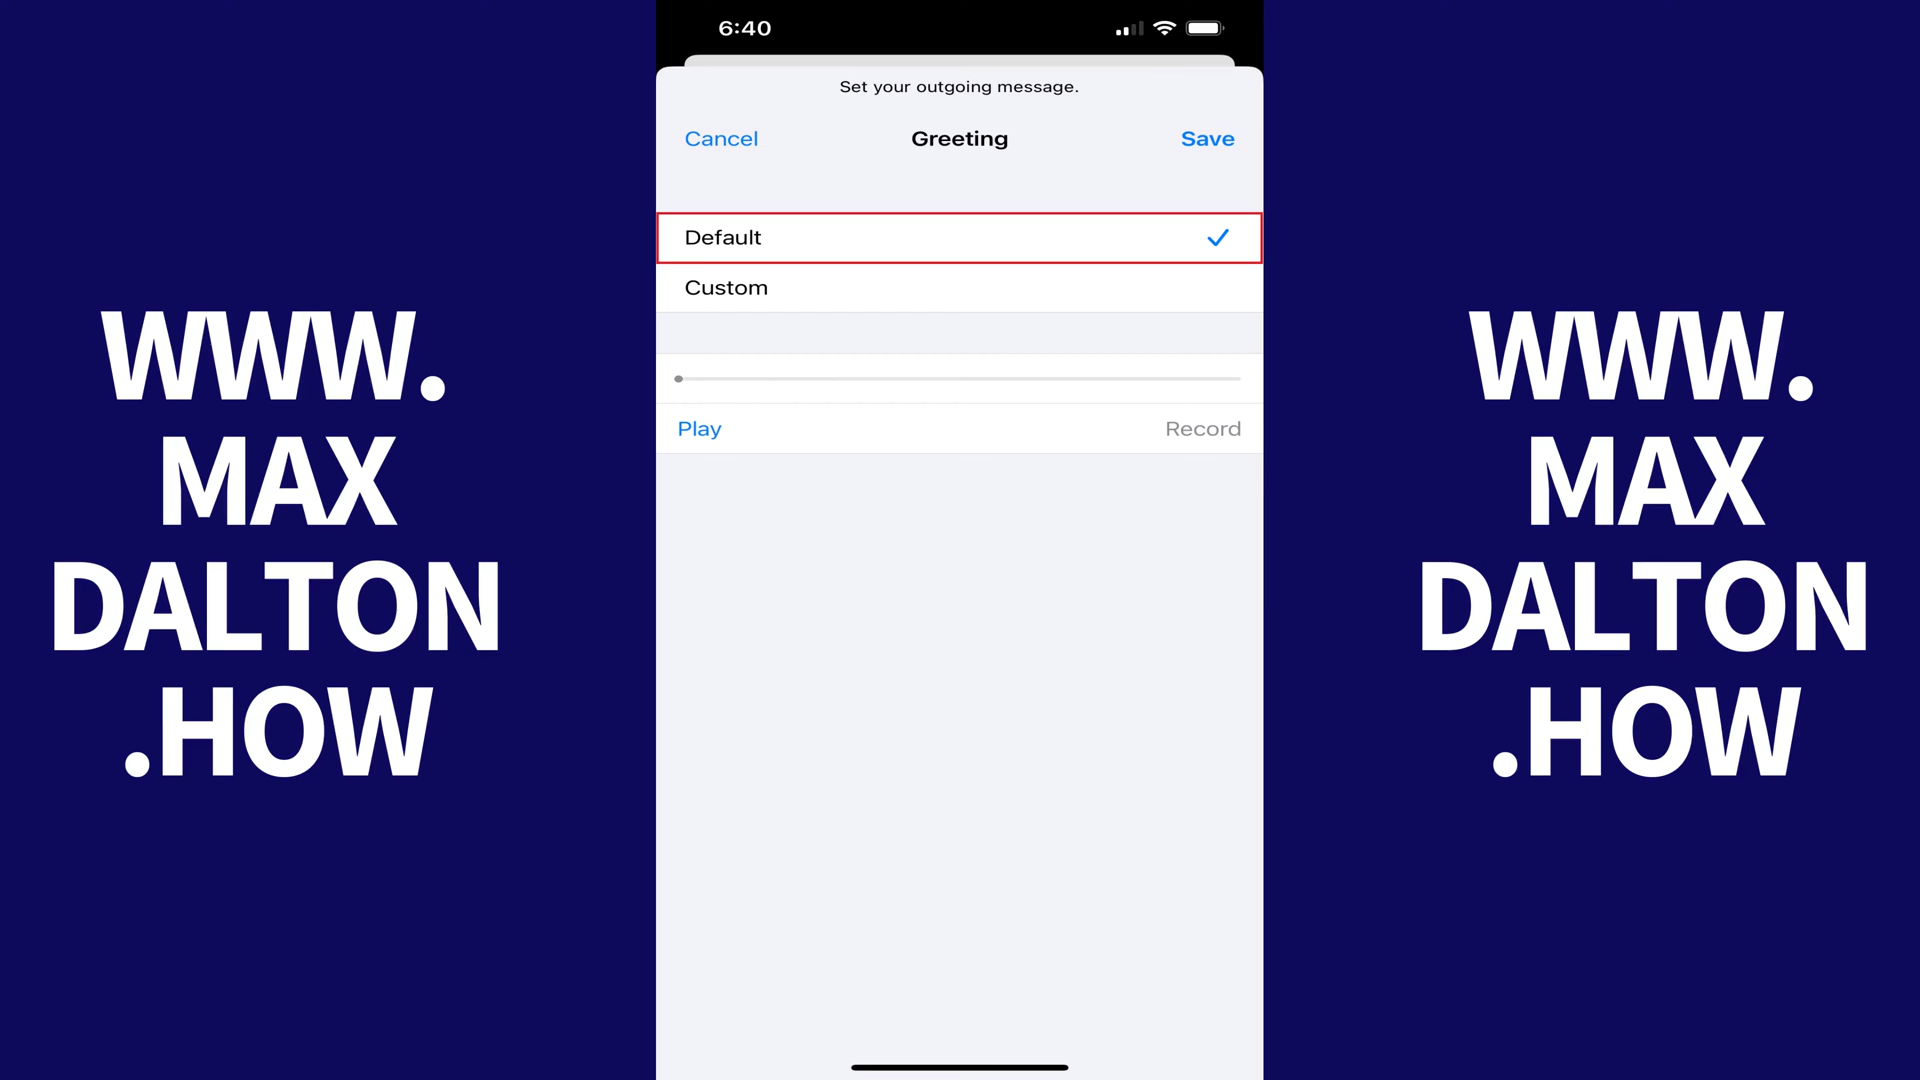 WWW.
MAX
DALTON
.HOW
6:40
Set your outgoing message.
Cancel Greeting Save
Default
Custom
Play Record
WWW.
MAX
DALTON
.HOW